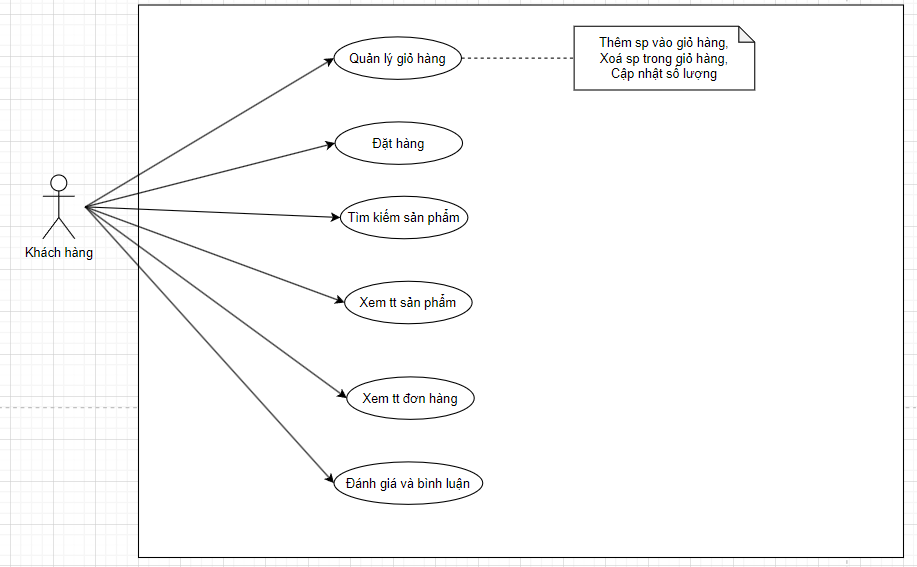 Quản lý giỏ hàng
Thêm sp vào giỏ hàng,
Xoá sp trong giỏ hàng,
Cập nhật số lượng
Đặt hàng
Tìm kiếm sản phẩm
Khách hàng
Xem tt sản phẩm
Xem tt đơn hàng
Đánh giá và bình luận